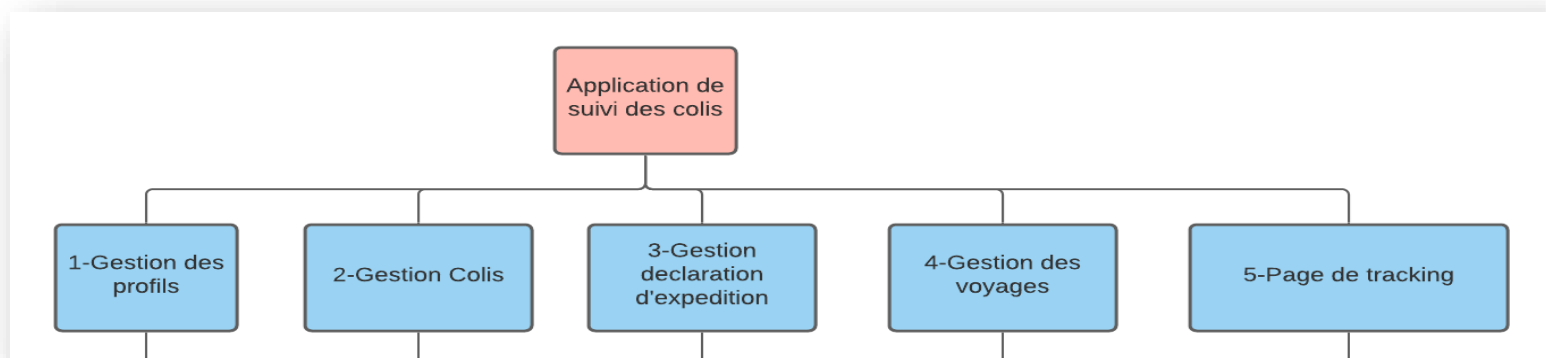 Application de
suivi des colis
1-Gestion des
profils
2-Gestion Colis
3-Gestion
declaration
d'expedition
4-Gestion des
voyages
5-Page de tracking